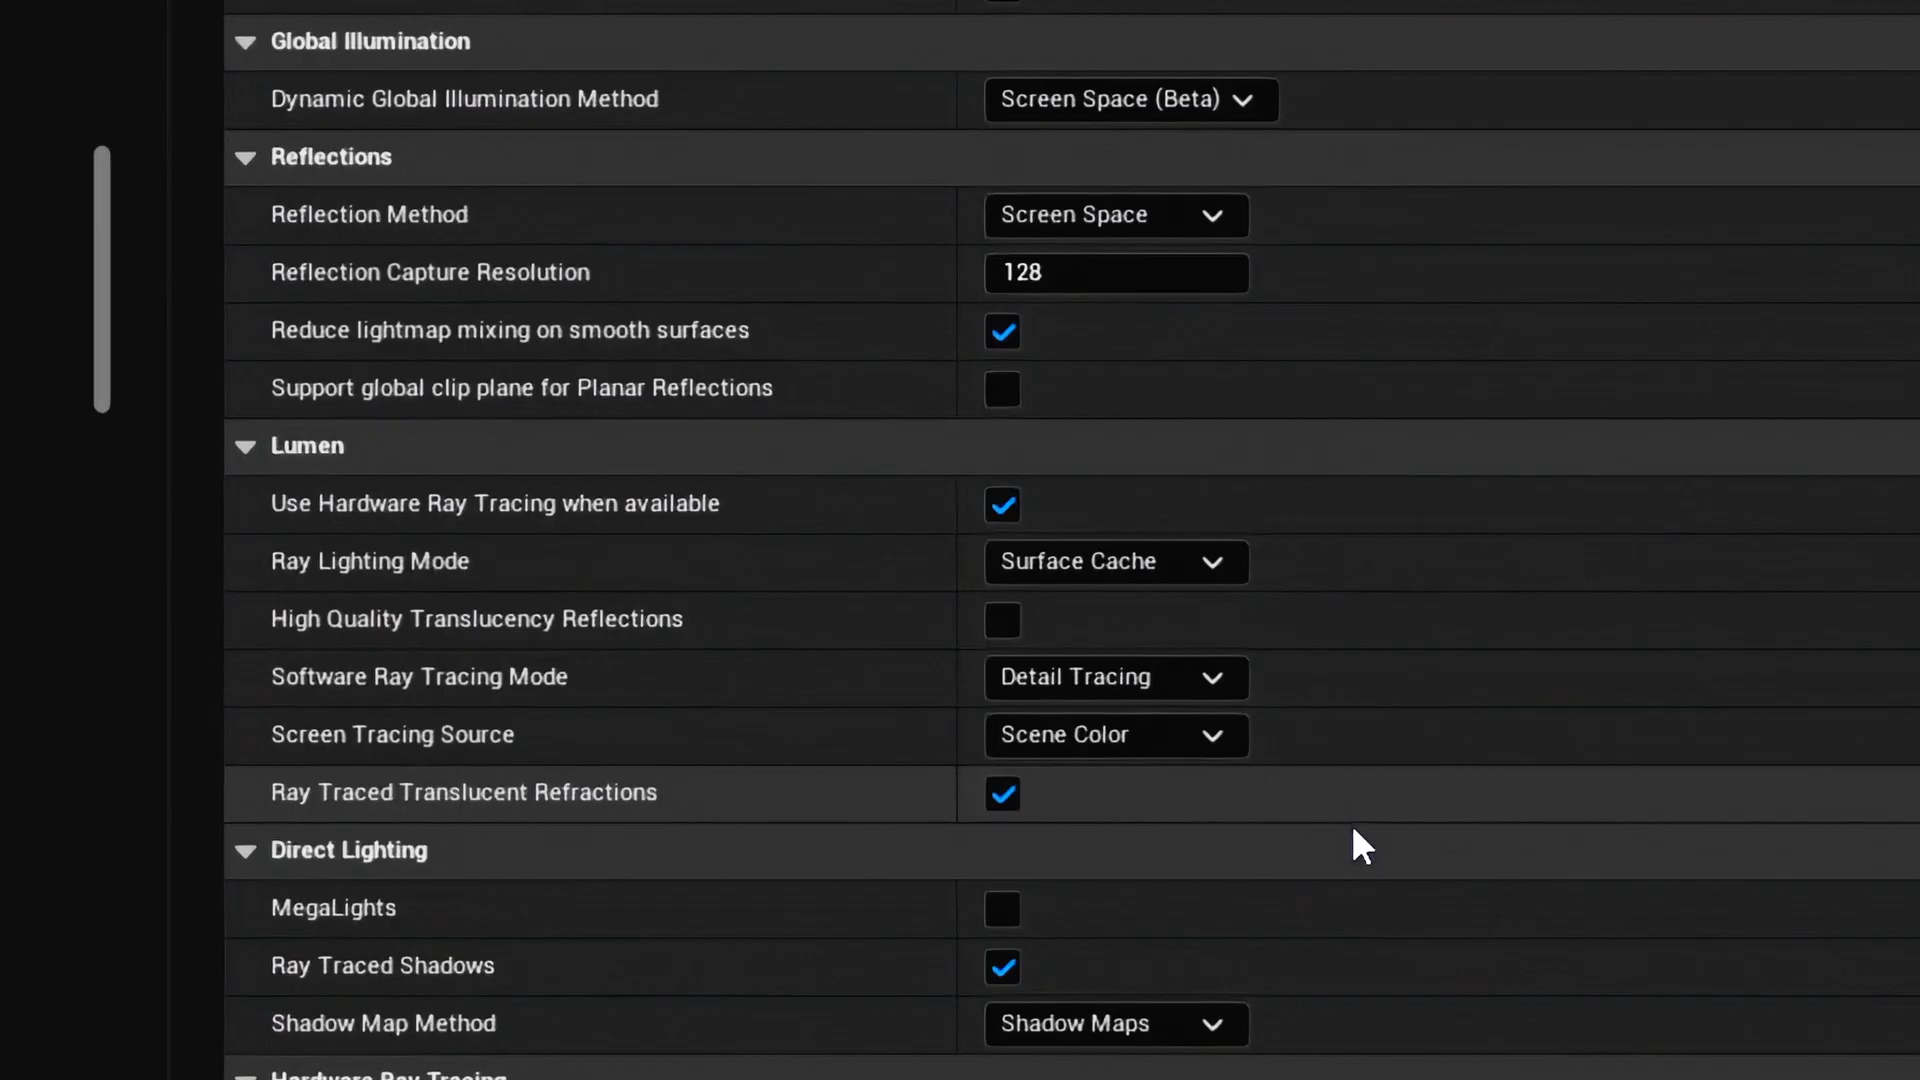 Global Illumination
Dynamic Global Illumination Method Screen Space (Beta)
Reflections
Reflection Method Screen Space
Reflection Capture Resolution 128
Reduce lightmap mixing on smooth surfaces
Support global clip plane for Planar Reflections
Lumen
Use Hardware Ray Tracing when available
Ray Lighting Mode Surface Cache
High Quality Translucency Reflections
Software Ray Tracing Mode Detail Tracing
Screen Tracing Source Scene Color
Ray Traced Translucent Refractions
Direct Lighting
MegaLights
Ray Traced Shadows
Shadow Map Method Shadow Maps
Hardware Ray Tracing